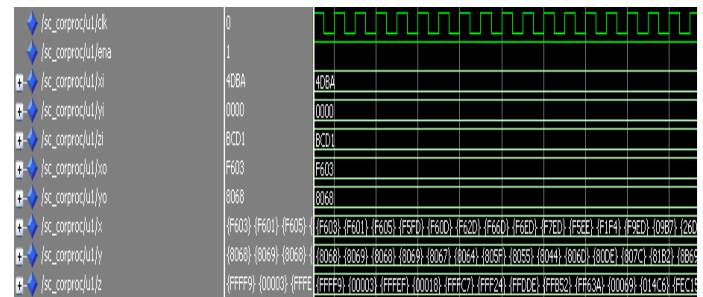 /sc_corproc/u1/clk 0
/sc_corproc/u1/ena 1
/sc_corproc/u1/xi 4DBA 4DBA
/sc_corproc/u1/yi 0000 0000
/sc_corproc/u1/zi BCD1 BCD1
/sc_corproc/u1/xo F603 F603
/sc_corproc/u1/yo 8068 8068
/sc_corproc/u1/x {F603} {F601} {F605} { {F603} {F601} {F605} {F5FD} {F60D} {F62D} {F66D} {F6ED} {F7ED} {F5EE} {F1F4} {F9ED} {09B7} {26D
/sc_corproc/u1/y {8068} {8069} {8068} { {8068} {8069} {8068} {8069} {8067} {8064} {805F} {8055} {8044} {806D} {80DE} {807C} {81B2} {8B69
/sc_corproc/u1/z {FFFF9} {00003} {FFFE {FFFF9} {00003} {FFFEF} {00018} {FFFC7} {FFF24} {FFDDE} {FFB52} {FF63A} {00069} {014C6} {FEC15